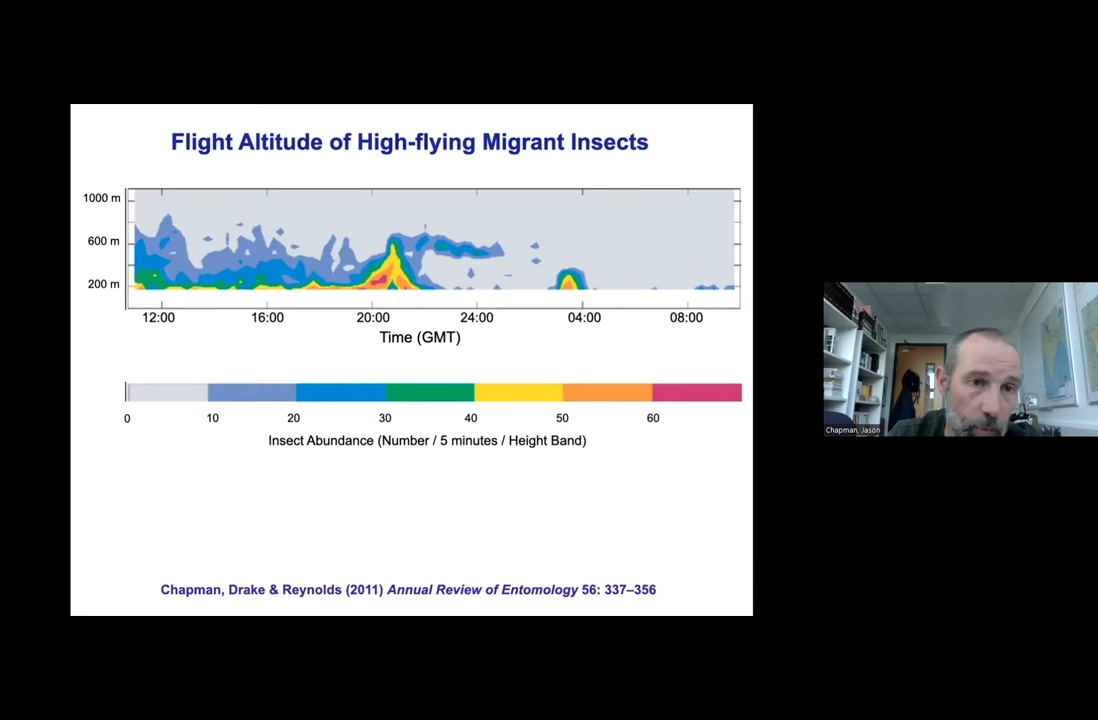 Flight Altitude of High-flying Migrant Insects
1000 m
600 m
200 m
12:00 16:00 20:00 24:00 04:00 08:00
Time (GMT)
0 10 20 30 40 50 60
Insect Abundance (Number / 5 minutes / Height Band)
Chapman, Drake & Reynolds (2011) Annual Review of Entomology 56: 337–356
Chapman, Jason